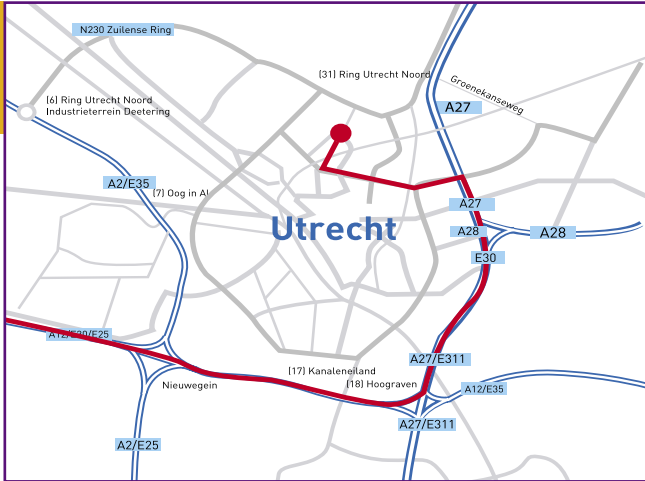 N230 Zuilense Ring
(31) Ring Utrecht Noord
Groenekanseweg
(6) Ring Utrecht Noord
Industrieterrein Deetering
A27
A2/E35
(7) Oog in Al
A27
Utrecht
A28
A28
E30
A12/E30/E25
A27/E311
(17) Kanaleneiland
Nieuwegein
(18) Hoograven
A12/E35
A27/E311
A2/E25